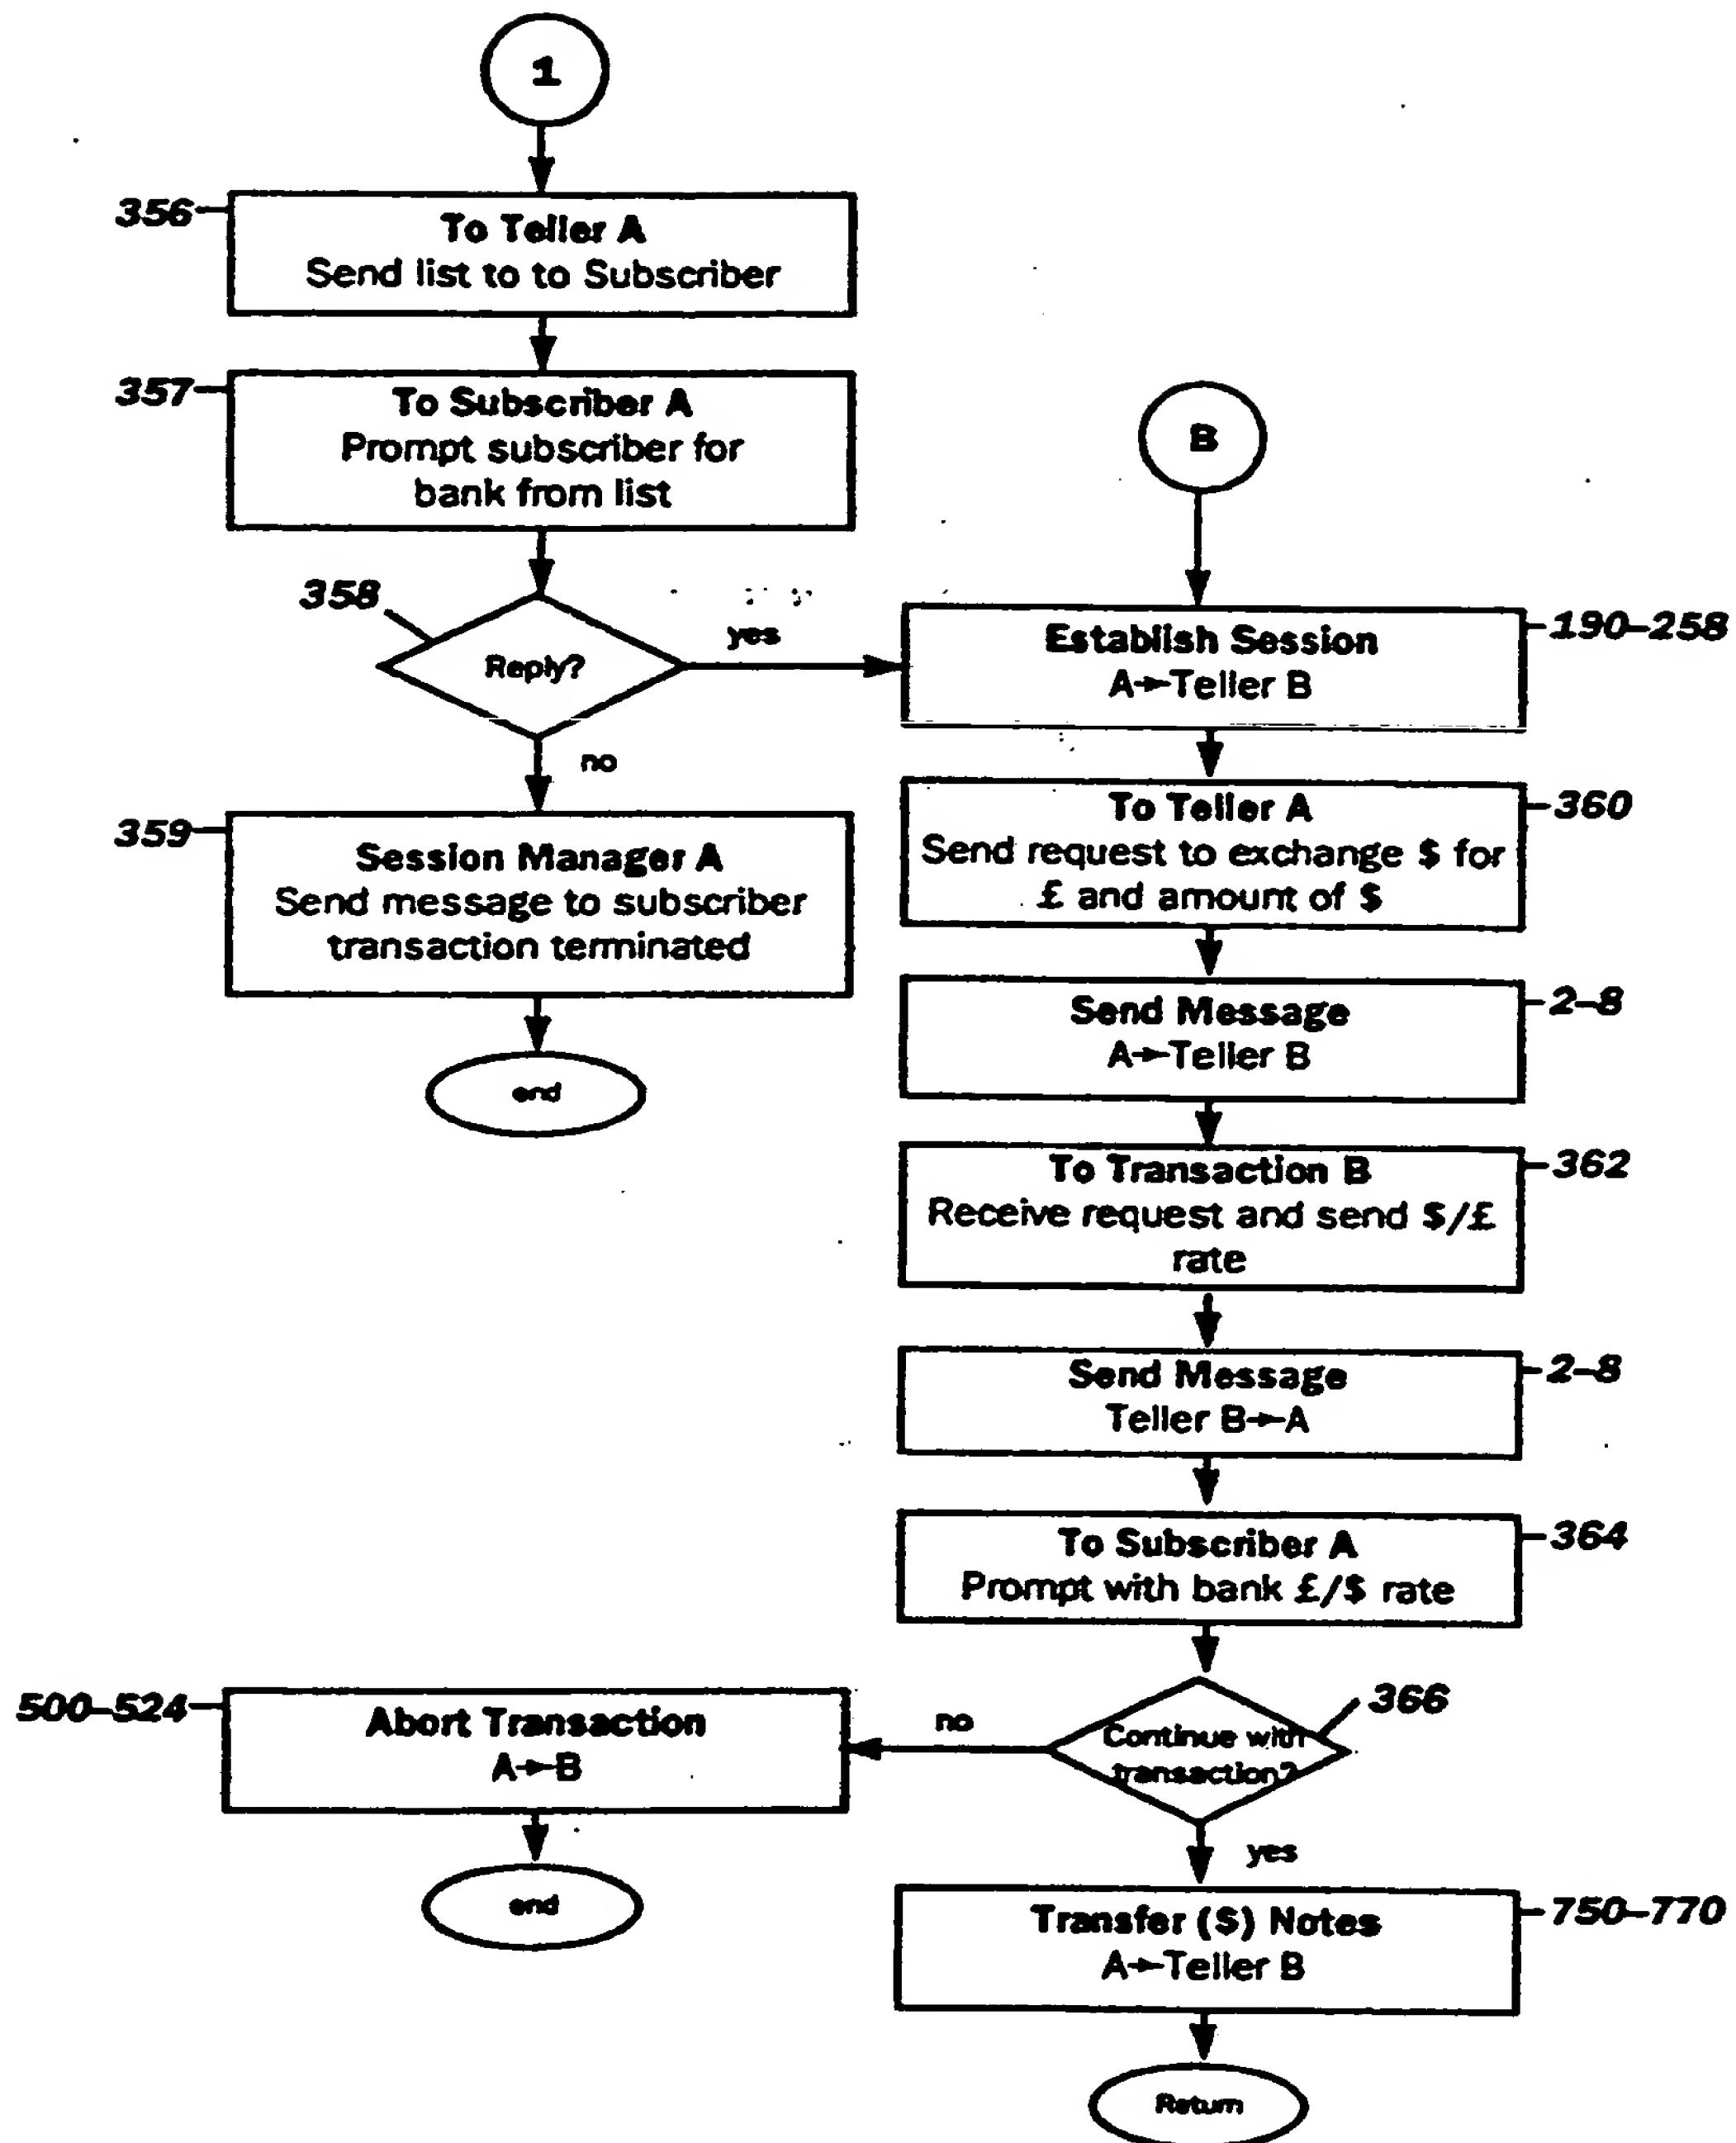 1
356
To Teller A
Send list to to Subscriber
357
To Subscriber A
Prompt subscriber for
bank from list
358
Reply?
yes
no
359
Session Manager A
Send message to subscriber
transaction terminated
end
B
Establish Session
A→Teller B
190–258
To Teller A
Send request to exchange $ for
£ and amount of $
360
Send Message
A→Teller B
2–8
To Transaction B
Receive request and send $/£
rate
362
Send Message
Teller B→A
2–8
To Subscriber A
Prompt with bank £/$ rate
364
Continue with
transaction?
366
no
500–524
Abort Transaction
A→B
end
yes
Transfer ($) Notes
A→Teller B
750–770
Return